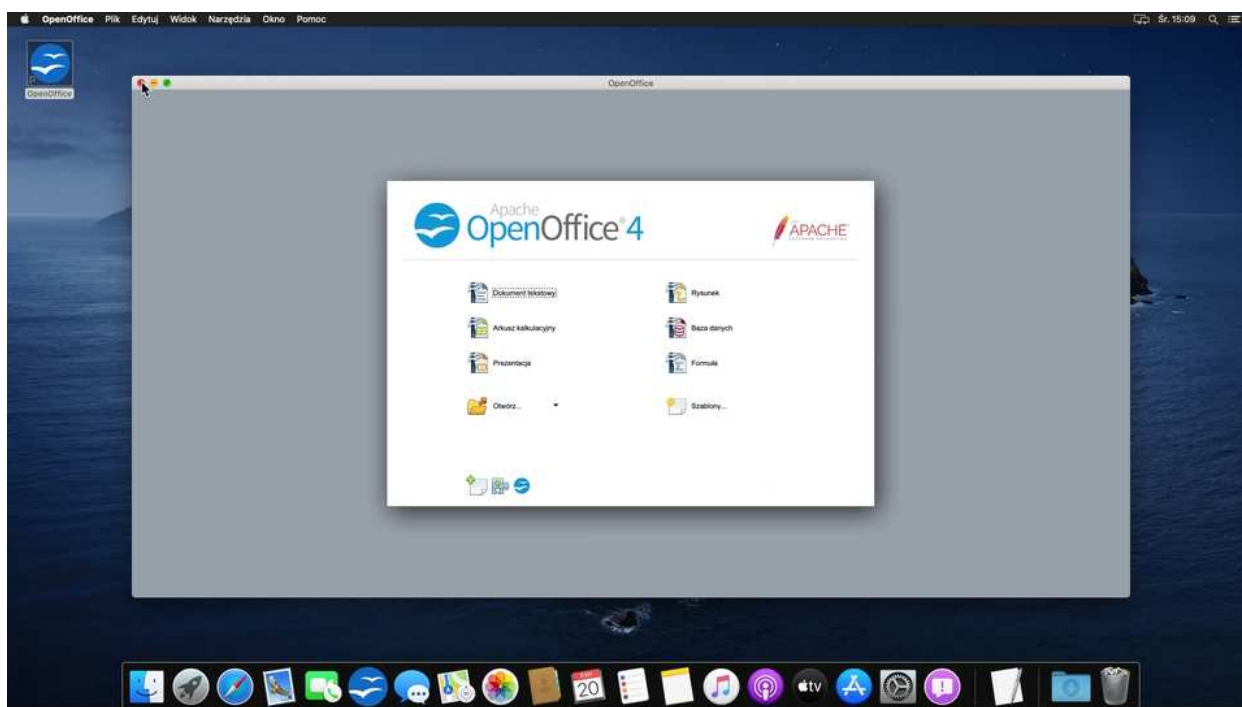 OpenOffice Plik Edytuj Widok Narzędzia Okno Pomoc
Śr. 15:09
OpenOffice
OpenOffice
Apache
OpenOffice® 4
APACHE
Dokument tekstowy
Rysunek
Arkusz kalkulacyjny
Baza danych
Prezentacja
Formuła
Otwórz...
Szablony...
20
tv